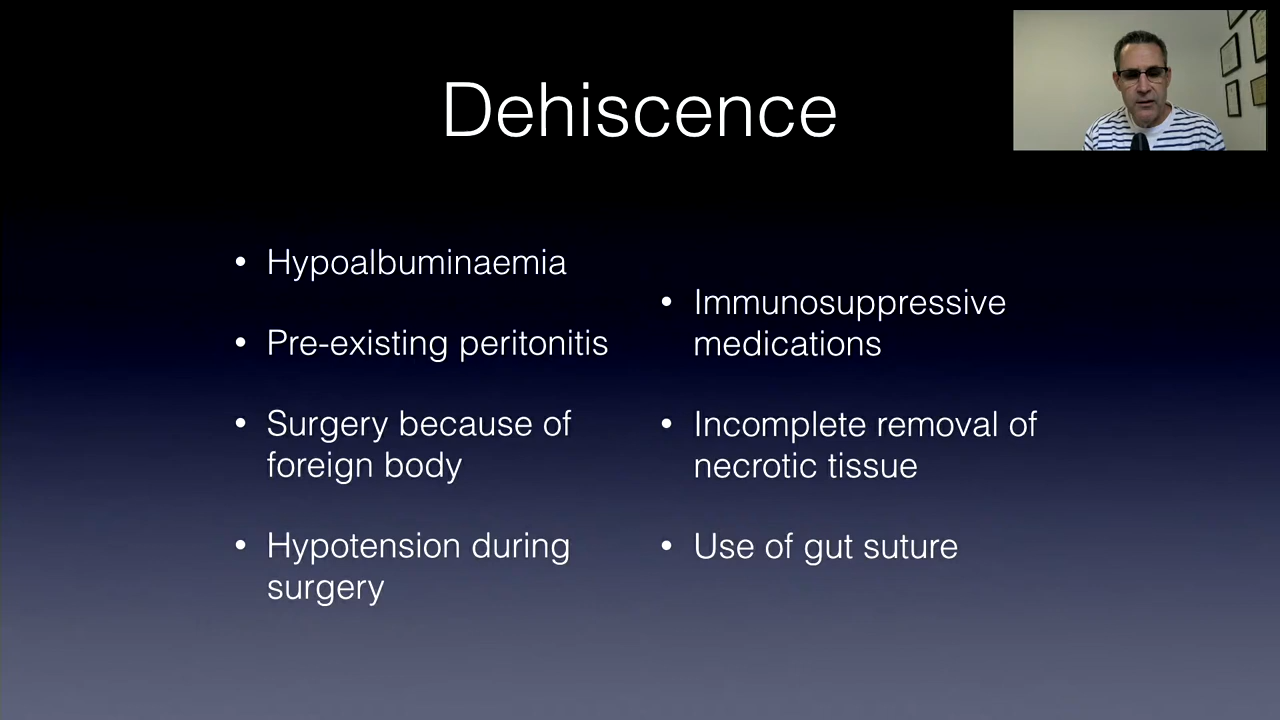 Dehiscence
• Hypoalbuminaemia
• Pre-existing peritonitis
• Surgery because of
foreign body
• Hypotension during
surgery
• Immunosuppressive
medications
• Incomplete removal of
necrotic tissue
• Use of gut suture